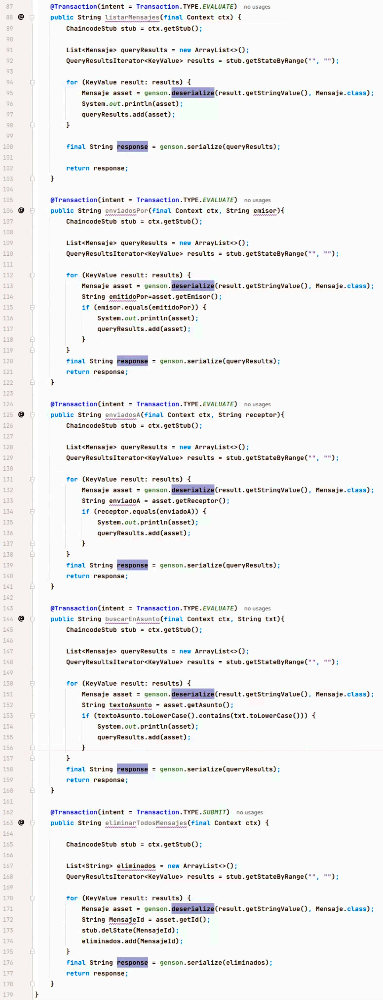 87 @Transaction(intent = Transaction.TYPE.EVALUATE) no usages
88 @ public String listarMensajes(final Context ctx) {
89 ChaincodeStub stub = ctx.getStub();
90
91 List<Mensaje> queryResults = new ArrayList<>();
92 QueryResultsIterator<KeyValue> results = stub.getStateByRange("", "");
93
94 for (KeyValue result: results) {
95 Mensaje asset = genson.deserialize(result.getStringValue(), Mensaje.class);
96 System.out.println(asset);
97 queryResults.add(asset);
98 }
99
100 final String response = genson.serialize(queryResults);
101
102 return response;
103 }
104
105 @Transaction(intent = Transaction.TYPE.EVALUATE) no usages
106 @ public String enviadosPor(final Context ctx, String emisor){
107 ChaincodeStub stub = ctx.getStub();
108
109 List<Mensaje> queryResults = new ArrayList<>();
110 QueryResultsIterator<KeyValue> results = stub.getStateByRange("", "");
111
112 for (KeyValue result: results) {
113 Mensaje asset = genson.deserialize(result.getStringValue(), Mensaje.class);
114 String emitidoPor=asset.getEmisor();
115 if (emisor.equals(emitidoPor)) {
116 System.out.println(asset);
117 queryResults.add(asset);
118 }
119 }
120 final String response = genson.serialize(queryResults);
121 return response;
122 }
123
124 @Transaction(intent = Transaction.TYPE.EVALUATE) no usages
125 @ public String enviadosA(final Context ctx, String receptor){
126 ChaincodeStub stub = ctx.getStub();
127
128 List<Mensaje> queryResults = new ArrayList<>();
129 QueryResultsIterator<KeyValue> results = stub.getStateByRange("", "");
130
131 for (KeyValue result: results) {
132 Mensaje asset = genson.deserialize(result.getStringValue(), Mensaje.class);
133 String enviadoA = asset.getReceptor();
134 if (receptor.equals(enviadoA)) {
135 System.out.println(asset);
136 queryResults.add(asset);
137 }
138 }
139 final String response = genson.serialize(queryResults);
140 return response;
141 }
142
143 @Transaction(intent = Transaction.TYPE.EVALUATE) no usages
144 @ public String buscarEnAsunto(final Context ctx, String txt){
145 ChaincodeStub stub = ctx.getStub();
146
147 List<Mensaje> queryResults = new ArrayList<>();
148 QueryResultsIterator<KeyValue> results = stub.getStateByRange("", "");
149
150 for (KeyValue result: results) {
151 Mensaje asset = genson.deserialize(result.getStringValue(), Mensaje.class);
152 String textoAsunto = asset.getAsunto();
153 if (textoAsunto.toLowerCase().contains(txt.toLowerCase())) {
154 System.out.println(asset);
155 queryResults.add(asset);
156 }
157 }
158 final String response = genson.serialize(queryResults);
159 return response;
160 }
161
162 @Transaction(intent = Transaction.TYPE.SUBMIT) no usages
163 @ public String eliminarTodosMensajes(final Context ctx) {
164
165 ChaincodeStub stub = ctx.getStub();
166
167 List<String> eliminados = new ArrayList<>();
168 QueryResultsIterator<KeyValue> results = stub.getStateByRange("", "");
169
170 for (KeyValue result: results) {
171 Mensaje asset = genson.deserialize(result.getStringValue(), Mensaje.class);
172 String MensajeId = asset.getId();
173 stub.delState(MensajeId);
174 eliminados.add(MensajeId);
175 }
176 final String response = genson.serialize(eliminados);
177 return response;
178 }
179 }